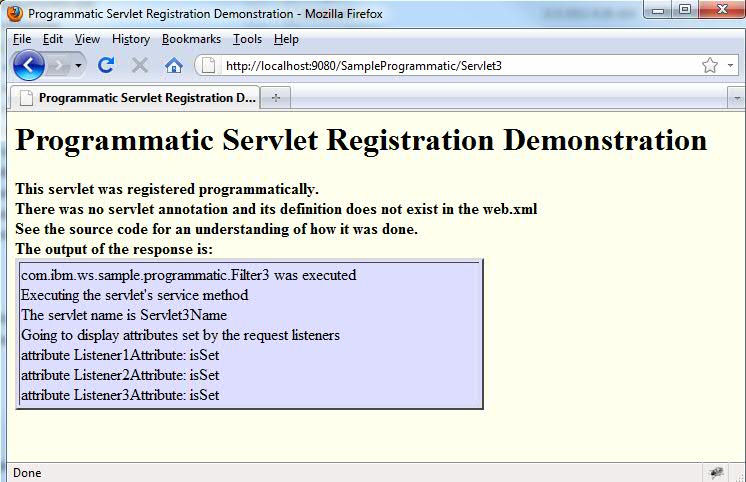 Programmatic Servlet Registration Demonstration - Mozilla Firefox
File Edit View History Bookmarks Tools Help
http://localhost:9080/SampleProgrammatic/Servlet3
Programmatic Servlet Registration D...
Programmatic Servlet Registration Demonstration
This servlet was registered programmatically.
There was no servlet annotation and its definition does not exist in the web.xml
See the source code for an understanding of how it was done.
The output of the response is:
com.ibm.ws.sample.programmatic.Filter3 was executed
Executing the servlet's service method
The servlet name is Servlet3Name
Going to display attributes set by the request listeners
attribute Listener1Attribute: isSet
attribute Listener2Attribute: isSet
attribute Listener3Attribute: isSet
Done